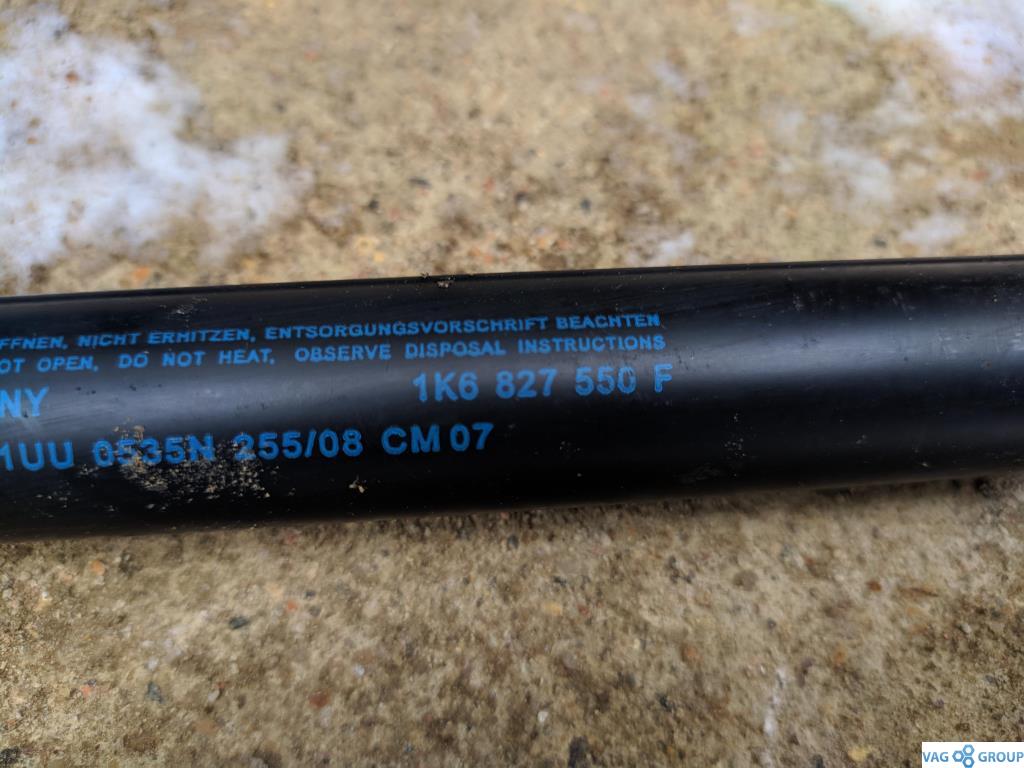 FFNEN, NICHT ERHITZEN, ENTSORGUNGSVORSCHRIFT BEACHTEN
OT OPEN, DO NOT HEAT, OBSERVE DISPOSAL INSTRUCTIONS
NY 1K6 827 550 F
1UU 0535N 255/08 CM 07
VAG GROUP